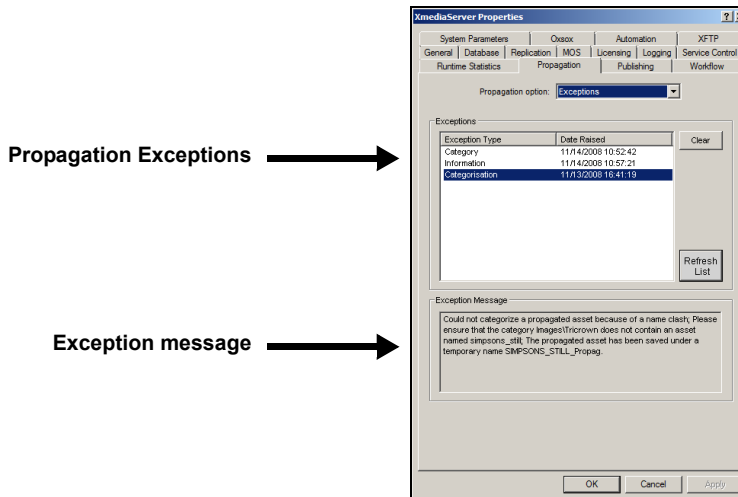 XmediaServer Properties
?
System Parameters Oxsox Automation XFTP
General Database Replication MOS Licensing Logging Service Control
Runtime Statistics Propagation Publishing Workflow
Propagation option: Exceptions
Exceptions
Exception Type Date Raised
Clear
Category 11/14/2008 10:52:42
Information 11/14/2008 10:57:21
Categorisation 11/13/2008 16:41:19
Refresh
List
Propagation Exceptions
Exception Message
Could not categorize a propagated asset because of a name clash; Please
ensure that the category Images\Tricrown does not contain an asset
named simpsons_still; The propagated asset has been saved under a
temporary name SIMPSONS_STILL_Propag.
Exception message
OK Cancel Apply